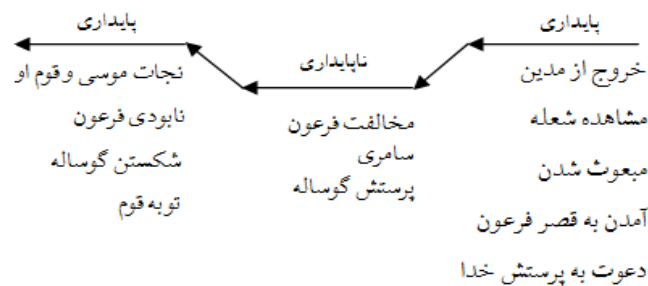 پایداری
خروج از مدین
مشاهده شعله
مبعوث شدن
آمدن به قصر فرعون
دعوت به پرستش خدا
ناپایداری
مخالفت فرعون
سامری
پرستش گوساله
پایداری
نجات موسی و قوم او
نابودی فرعون
شکستن گوساله
توبه قوم